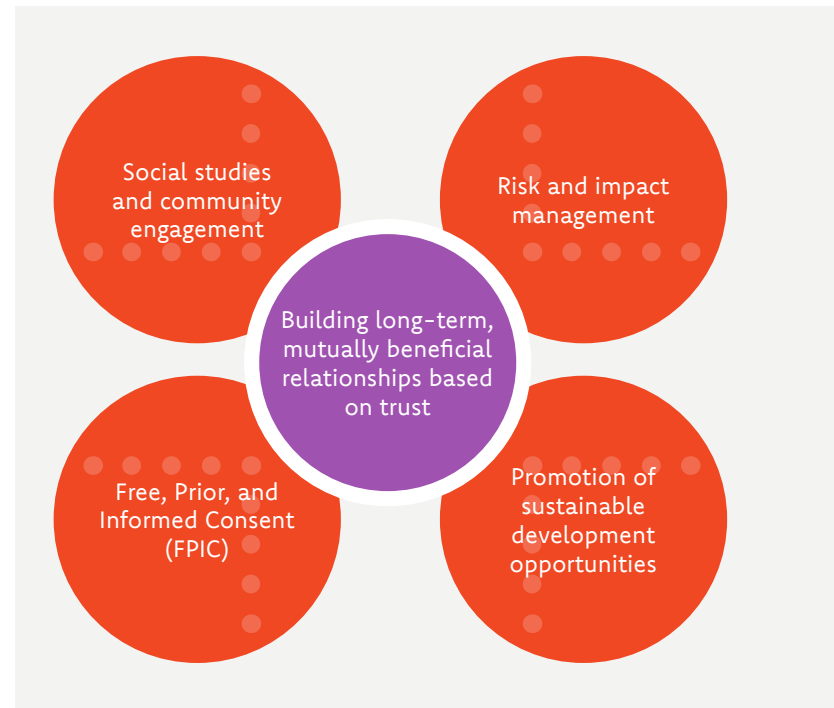 Social studies
and community
engagement
Risk and impact
management
Building long-term,
mutually beneficial
relationships based
on trust
Free, Prior, and
Informed Consent
(FPIC)
Promotion of
sustainable
development
opportunities